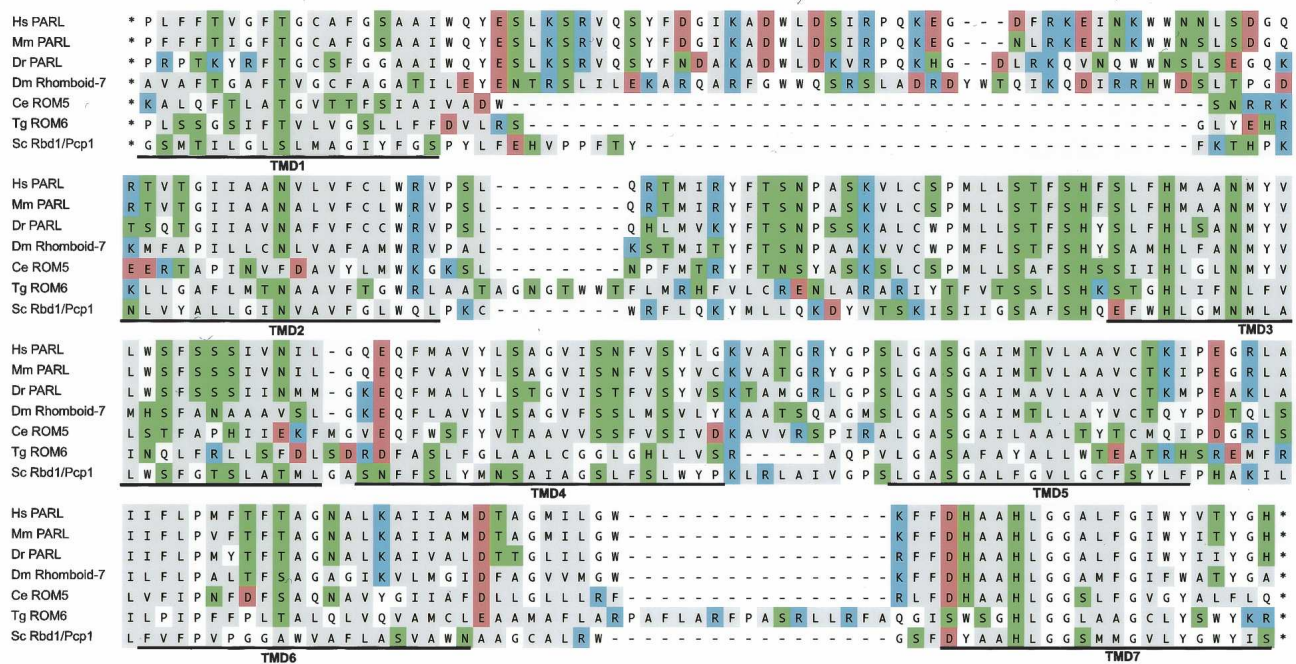 Hs PARL * P L F F T V G F T G C A F G S A A I W Q Y E S L K S R V Q S Y F D G I K A D W L D S I R P Q K E G - - - D F R K E I N K W W N N L S D G Q
Mm PARL * P F F F T I G F T G C A F G S A A I W Q Y E S L K S R V Q S Y F D G I K A D W L D S I R P Q K E G - - - N L R K E I N K W W N S L S D G Q
Dr PARL * P R P T K Y R F T G C S F G G A A I W Q Y E S L K S R V Q S Y F N D A K A D W L D K V R P Q K H G - - D L R K Q V N Q W W N S L S E G Q K
Dm Rhomboid-7 * A V A F T G A F T V G C F A G A T I L E Y E N T R S L I L E K A R Q A R F G W W Q S R S L A D R D Y W T Q I K Q D I R R H W D S L T P G D
Ce ROM5 * K A L Q F T L A T G V T T F S I A I V A D W - - - - - - - - - - - - - - - - - - - - - - - - - - - - - - - - - - - - - - - - - - S N R R K
Tg ROM6 * P L S S G S I F T V L V G S L L F F D V L R S - - - - - - - - - - - - - - - - - - - - - - - - - - - - - - - - - - - - - - - - G L Y E H R
Sc Rbd1/Pcp1 * G S M T I L G L S L M A G I Y F G S P Y L F E H V P P F T Y - - - - - - - - - - - - - - - - - - - - - - - - - - - - - - - - - F K T H P K
TMD1
Hs PARL R T V T G I I A A N V L V F C L W R V P S L - - - - - - - - Q R T M I R Y F T S N P A S K V L C S P M L L S T F S H F S L F H M A A N M Y V
Mm PARL R T V T G I I A A N A L V F C L W R V P S L - - - - - - - - Q R T M I R Y F T S N P A S K V L C S P M L L S T F S H F S L F H M A A N M Y V
Dr PARL T S Q T G I I A V N A V V F C C W R V P S L - - - - - - - - Q R T M I K Y F T S N P S S K A L C W P M L L S T F S H Y S L F H L S A N M Y V
Dm Rhomboid-7 K M F A P I L L C N L V A F A M W R V P A L - - - - - - - - K S T M I T Y F T S N P A A K V V C W P M F L S T F S H Y S A M H L F A N M Y V
Ce ROM5 E E R T A P I N V F D A V Y L M W K G K S L - - - - - - - - N P F M T R Y F T N S Y A S K S L C S P M L L S A F S H S S I I H L G L N M Y V
Tg ROM6 K L L G A F L M T N A A V F T G W R L A A T A G N G T W W T F L M R H F V L C R E N L A R A R I Y T F V T S S L S H K S T G H L I F N L F V
Sc Rbd1/Pcp1 N L V Y A L L G I N V A V F G L W Q L P K C - - - - - - - - W R F L Q K Y M L L Q K D Y V T S K I S I I G S A F S H Q E F W H L G M N M L A
TMD2 TMD3
Hs PARL L W S F S S S I V N I L - G Q E Q F M A V Y L S A G V I S N F V S Y L G K V A T G R Y G P S L G A S G A I M T V L A A V C T K I P E G R L A
Mm PARL L W S F S S S I V N I L - G Q E Q F V A V Y L S A G V I S N F V S Y V C K V A T G R Y G P S L G A S G A I M T V L A A V C T K I P E G R L A
Dr PARL L W S F S S S I I N M M - G K E Q F M A L Y L S T G V I S T F V S Y V S K T A M G R L G P S L G A S G A I M A V L A A V C T K V P E A K L A
Dm Rhomboid-7 M H S F A N A A A V S L - G K E Q F L A V Y L S A G V F S S L M S V L Y K A A T S Q A G M S L G A S G A I M T L L A Y V C T Q Y P D T Q L S
Ce ROM5 L S T F A P H I I E K F M G V E Q F W S F Y V T A A V V S S F V S I V D K A V V R S P I R A L G A S G A I L A A L T Y T C M Q I P D G R L S
Tg ROM6 I N Q L F R L L S F D L S D R D F A S L F G L A A L C G G L G H L L V S R - - - - - A Q P V L G A S A F A Y A L L W T E A T R H S R E M F R
Sc Rbd1/Pcp1 L W S F G T S L A T M L G A S N F F S L Y M N S A I A G S L F S L W Y P K L R L A I V G P S L G A S G A L F G V L G C F S Y L F P H A K I L
TMD4 TMD5
Hs PARL I I F L P M F T F T A G N A L K A I I A M D T A G M I L G W - - - - - - - - - - - - - - - - K F F D H A A H L G G A L F G I W Y V T Y G H *
Mm PARL I I F L P V F T F T A G N A L K A I I A M D T A G M I L G W - - - - - - - - - - - - - - - - K F F D H A A H L G G A L F G I W Y I T Y G H *
Dr PARL I I F L P M Y T F T A G N A L K A I V A L D T T G L I L G W - - - - - - - - - - - - - - - - R F F D H A A H L G G A L F G I W Y I I Y G H *
Dm Rhomboid-7 I L F L P A L T F S A G A G I K V L M G I D F A G V V M G W - - - - - - - - - - - - - - - - K F F D H A A H L G G A M F G I F W A T Y G A *
Ce ROM5 L V F I P N F D F S A Q N A V Y G I I A F D L L G L L L R F - - - - - - - - - - - - - - - - R L F D H A A H L G G S L F G V G Y A L F L Q *
Tg ROM6 I L P I P F F P L T A L Q L V Q V A M C L E A A M A F L A R P A F L A R F P A S R L L R F A Q G I S W S G H L G G L A A G C L Y S W Y K R *
Sc Rbd1/Pcp1 L F V F P V P G G A W V A F L S V A W N A A G C A L R W - - - - - - - - - - - - - - - - - G S F D Y A A H L G G S M M G V L Y G W Y I S *
TMD6 TMD7